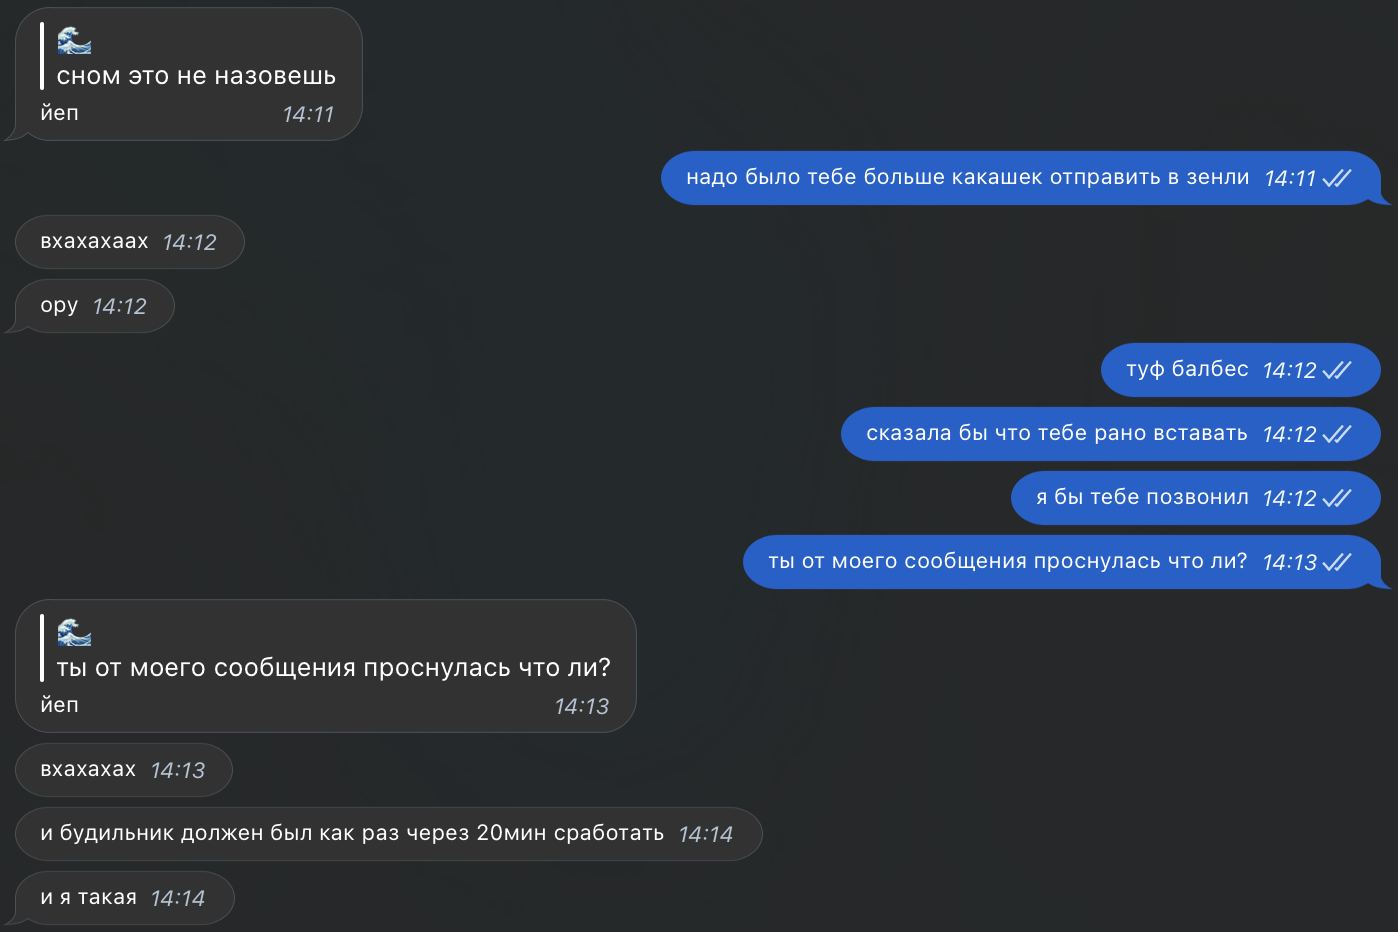 🌊
сном это не назовешь
йеп 14:11
надо было тебе больше какашек отправить в зенли 14:11
вхахахаах 14:12
ору 14:12
туф балбес 14:12
сказала бы что тебе рано вставать 14:12
я бы тебе позвонил 14:12
ты от моего сообщения проснулась что ли? 14:13
🌊
ты от моего сообщения проснулась что ли?
йеп 14:13
вхахахах 14:13
и будильник должен был как раз через 20мин сработать 14:14
и я такая 14:14